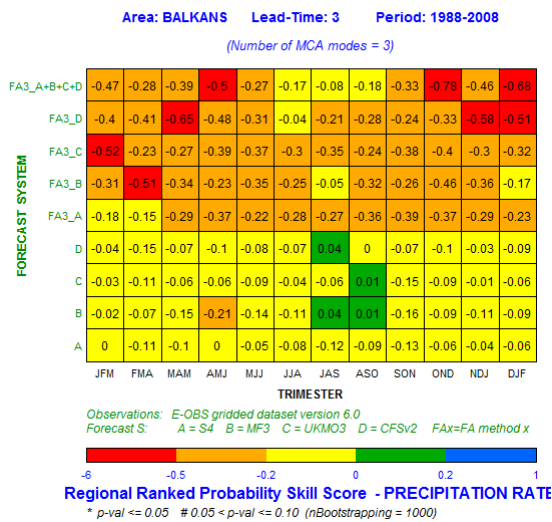 Area: BALKANS Lead-Time: 3 Period: 1988-2008
(Number of MCA modes = 3)
FORECAST SYSTEM
FA3_A+B+C+D -0.47 -0.28 -0.39 -0.5 -0.27 -0.17 -0.08 -0.18 -0.33 -0.78 -0.46 -0.68
FA3_D -0.4 -0.41 -0.65 -0.48 -0.31 -0.04 -0.21 -0.28 -0.24 -0.33 -0.58 -0.51
FA3_C -0.52 -0.23 -0.27 -0.39 -0.37 -0.3 -0.35 -0.24 -0.38 -0.4 -0.3 -0.32
FA3_B -0.31 -0.51 -0.34 -0.23 -0.35 -0.25 -0.05 -0.32 -0.26 -0.46 -0.36 -0.17
FA3_A -0.18 -0.15 -0.29 -0.37 -0.22 -0.28 -0.27 -0.36 -0.39 -0.37 -0.29 -0.23
D -0.04 -0.15 -0.07 -0.1 -0.08 -0.07 0.04 0 -0.07 -0.1 -0.03 -0.09
C -0.03 -0.11 -0.06 -0.06 -0.09 -0.04 -0.06 0.01 -0.15 -0.09 -0.01 -0.06
B -0.02 -0.07 -0.15 -0.21 -0.14 -0.11 0.04 0.01 -0.16 -0.09 -0.11 -0.09
A 0 -0.11 -0.1 0 -0.05 -0.08 -0.12 -0.09 -0.13 -0.06 -0.04 -0.06
JFM FMA MAM AMJ MJJ JJA JAS ASO SON OND NDJ DJF
TRIMESTER
Observations: E-OBS gridded dataset version 6.0
Forecast S: A = S4 B = MF3 C = UKMO3 D = CFSv2 FAx=FA method x
-6 -0.5 -0.2 0 0.2 1
Regional Ranked Probability Skill Score - PRECIPITATION RATE
* p-val <= 0.05 # 0.05 < p-val <= 0.10 (nBootstrapping = 1000)